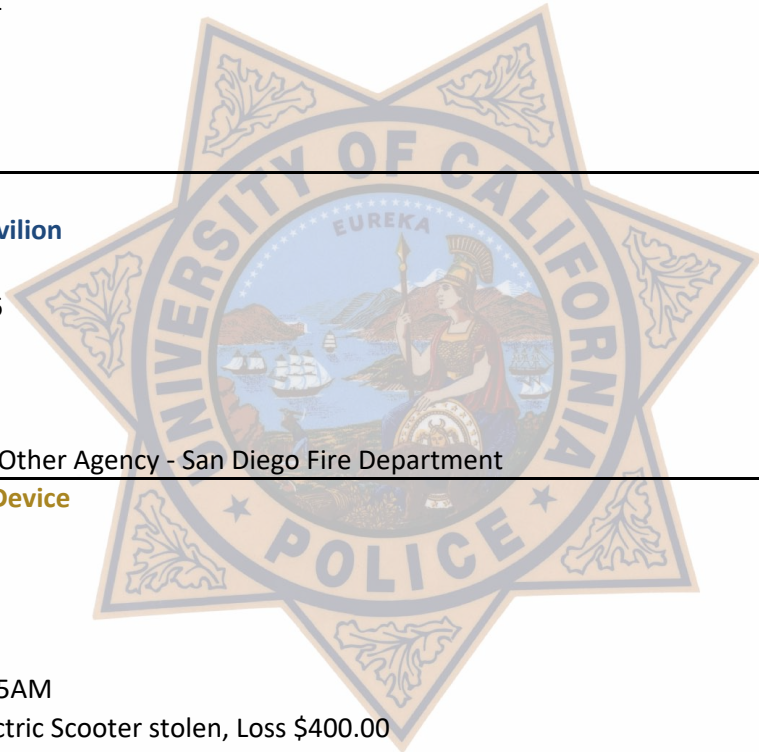 vilion
UNIVERSITY OF CALIFORNIA
EUREKA
Other Agency - San Diego Fire Department
Device
POLICE
5AM
ctric Scooter stolen, Loss $400.00